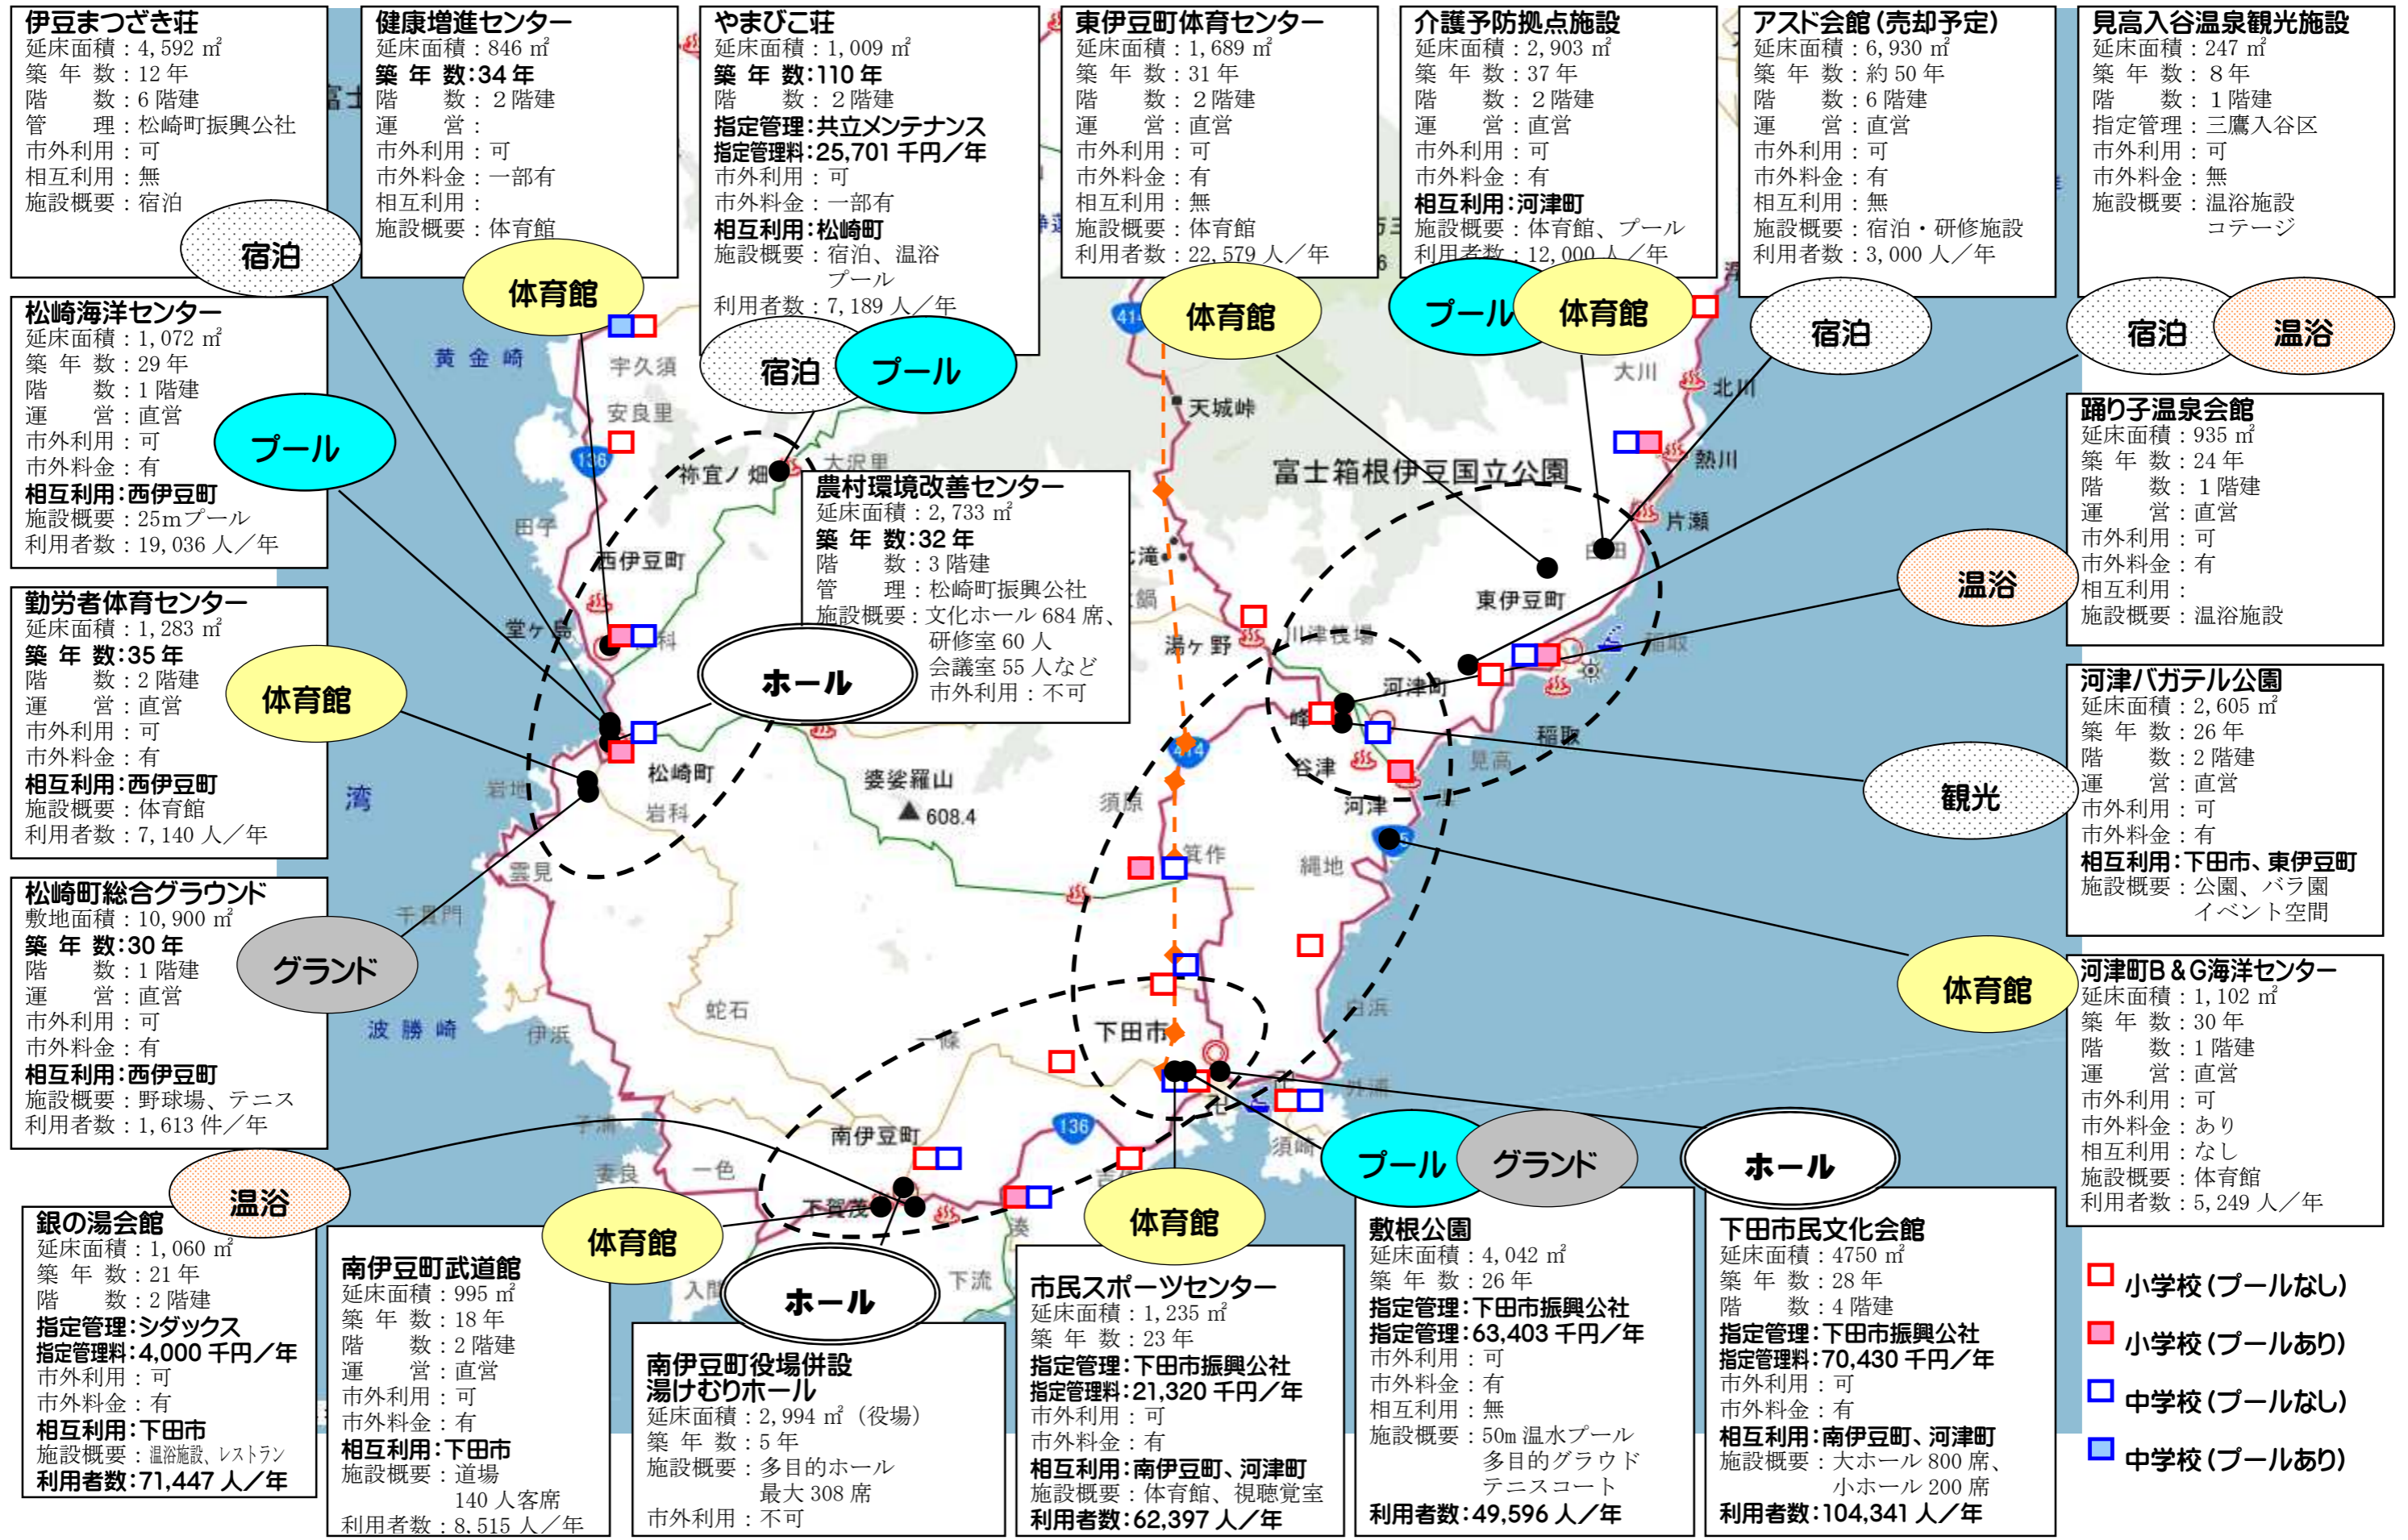 伊豆まつざき荘
延床面積：4,592 ㎡
築 年 数：12 年
階　　数：6 階建
管　　理：松崎町振興公社
市外利用：可
相互利用：無
施設概要：宿泊
宿泊
健康増進センター
延床面積：846 ㎡
築 年 数：34 年
階　　数：2 階建
運　　営：
市外利用：可
市外料金：一部有
相互利用：
施設概要：体育館
体育館
やまびこ荘
延床面積：1,009 ㎡
築 年 数：110 年
階　　数：2 階建
指定管理：共立メンテナンス
指定管理料：25,701 千円／年
市外利用：可
市外料金：一部有
相互利用：松崎町
施設概要：宿泊、温浴
プール
利用者数：7,189 人／年
宿泊
プール
東伊豆町体育センター
延床面積：1,689 ㎡
築 年 数：31 年
階　　数：2 階建
運　　営：直営
市外利用：可
市外料金：有
相互利用：無
施設概要：体育館
利用者数：22,579 人／年
体育館
介護予防拠点施設
延床面積：2,903 ㎡
築 年 数：37 年
階　　数：2 階建
運　　営：直営
市外利用：可
市外料金：有
相互利用：河津町
施設概要：体育館、プール
利用者数：12,000 人／年
プール
体育館
アスド会館（売却予定）
延床面積：6,930 ㎡
築 年 数：約 50 年
階　　数：6 階建
運　　営：直営
市外利用：可
市外料金：有
相互利用：無
施設概要：宿泊・研修施設
利用者数：3,000 人／年
宿泊
見高入谷温泉観光施設
延床面積：247 ㎡
築 年 数：8 年
階　　数：1 階建
指定管理：三鷹入谷区
市外利用：可
市外料金：無
施設概要：温浴施設
コテージ
宿泊
温浴
松崎海洋センター
延床面積：1,072 ㎡
築 年 数：29 年
階　　数：1 階建
運　　営：直営
市外利用：可
市外料金：有
相互利用：西伊豆町
施設概要：25mプール
利用者数：19,036 人／年
プール
踊り子温泉会館
延床面積：935 ㎡
築 年 数：24 年
階　　数：1 階建
運　　営：直営
市外利用：可
市外料金：有
相互利用：
施設概要：温浴施設
温浴
農村環境改善センター
延床面積：2,733 ㎡
築 年 数：32 年
階　　数：3 階建
管　　理：松崎町振興公社
施設概要：文化ホール 684 席、
研修室 60 人
会議室 55 人など
市外利用：不可
ホール
勤労者体育センター
延床面積：1,283 ㎡
築 年 数：35 年
階　　数：2 階建
運　　営：直営
市外利用：可
市外料金：有
相互利用：西伊豆町
施設概要：体育館
利用者数：7,140 人／年
体育館
河津バガテル公園
延床面積：2,605 ㎡
築 年 数：26 年
階　　数：2 階建
運　　営：直営
市外利用：可
市外料金：有
相互利用：下田市、東伊豆町
施設概要：公園、バラ園
イベント空間
観光
松崎町総合グラウンド
敷地面積：10,900 ㎡
築 年 数：30 年
階　　数：1 階建
運　　営：直営
市外利用：可
市外料金：有
相互利用：西伊豆町
施設概要：野球場、テニス
利用者数：1,613 件／年
グランド
河津町B＆G海洋センター
延床面積：1,102 ㎡
築 年 数：30 年
階　　数：1 階建
運　　営：直営
市外利用：可
市外料金：あり
相互利用：なし
施設概要：体育館
利用者数：5,249 人／年
体育館
銀の湯会館
延床面積：1,060 ㎡
築 年 数：21 年
階　　数：2 階建
指定管理：シダックス
指定管理料：4,000 千円／年
市外利用：可
市外料金：有
相互利用：下田市
施設概要：温浴施設、レストラン
利用者数：71,447 人／年
温浴
南伊豆町武道館
延床面積：995 ㎡
築 年 数：18 年
階　　数：2 階建
運　　営：直営
市外利用：可
市外料金：有
相互利用：下田市
施設概要：道場
140 人客席
利用者数：8,515 人／年
体育館
南伊豆町役場併設
湯けむりホール
延床面積：2,994 ㎡（役場）
築 年 数：5 年
施設概要：多目的ホール
最大 308 席
市外利用：不可
ホール
市民スポーツセンター
延床面積：1,235 ㎡
築 年 数：23 年
指定管理：下田市振興公社
指定管理料：21,320 千円／年
市外利用：可
市外料金：有
相互利用：南伊豆町、河津町
施設概要：体育館、視聴覚室
利用者数：62,397 人／年
体育館
敷根公園
延床面積：4,042 ㎡
築 年 数：26 年
指定管理：下田市振興公社
指定管理：63,403 千円／年
市外利用：可
市外料金：有
相互利用：無
施設概要：50m 温水プール
多目的グラウド
テニスコート
利用者数：49,596 人／年
プール
グランド
下田市民文化会館
延床面積：4750 ㎡
築 年 数：28 年
階　　数：4 階建
指定管理：下田市振興公社
指定管理料：70,430 千円／年
市外利用：可
市外料金：有
相互利用：南伊豆町、河津町
施設概要：大ホール 800 席、
小ホール 200 席
利用者数：104,341 人／年
ホール
小学校（プールなし）
小学校（プールあり）
中学校（プールなし）
中学校（プールあり）
黄金崎
宇久須
安良里
136
祢宜ノ畑
大沢里
田子
西伊豆町
堂ヶ島
松崎町
岩地
岩科
雲見
千貫門
湾
波勝崎
伊浜
蛇石
子浦
妻良
一色
一條
南伊豆町
136
下賀茂
湊
下流
婆娑羅山
608.4
414
天城峠
富士箱根伊豆国立公園
大川
北川
熱川
片瀬
白田
東伊豆町
稲取
湯ヶ野
川津筏場
河津町
峰
谷津
見高
稲取
河津
414
須原
箕作
縄地
白浜
下田市
外浦
須崎